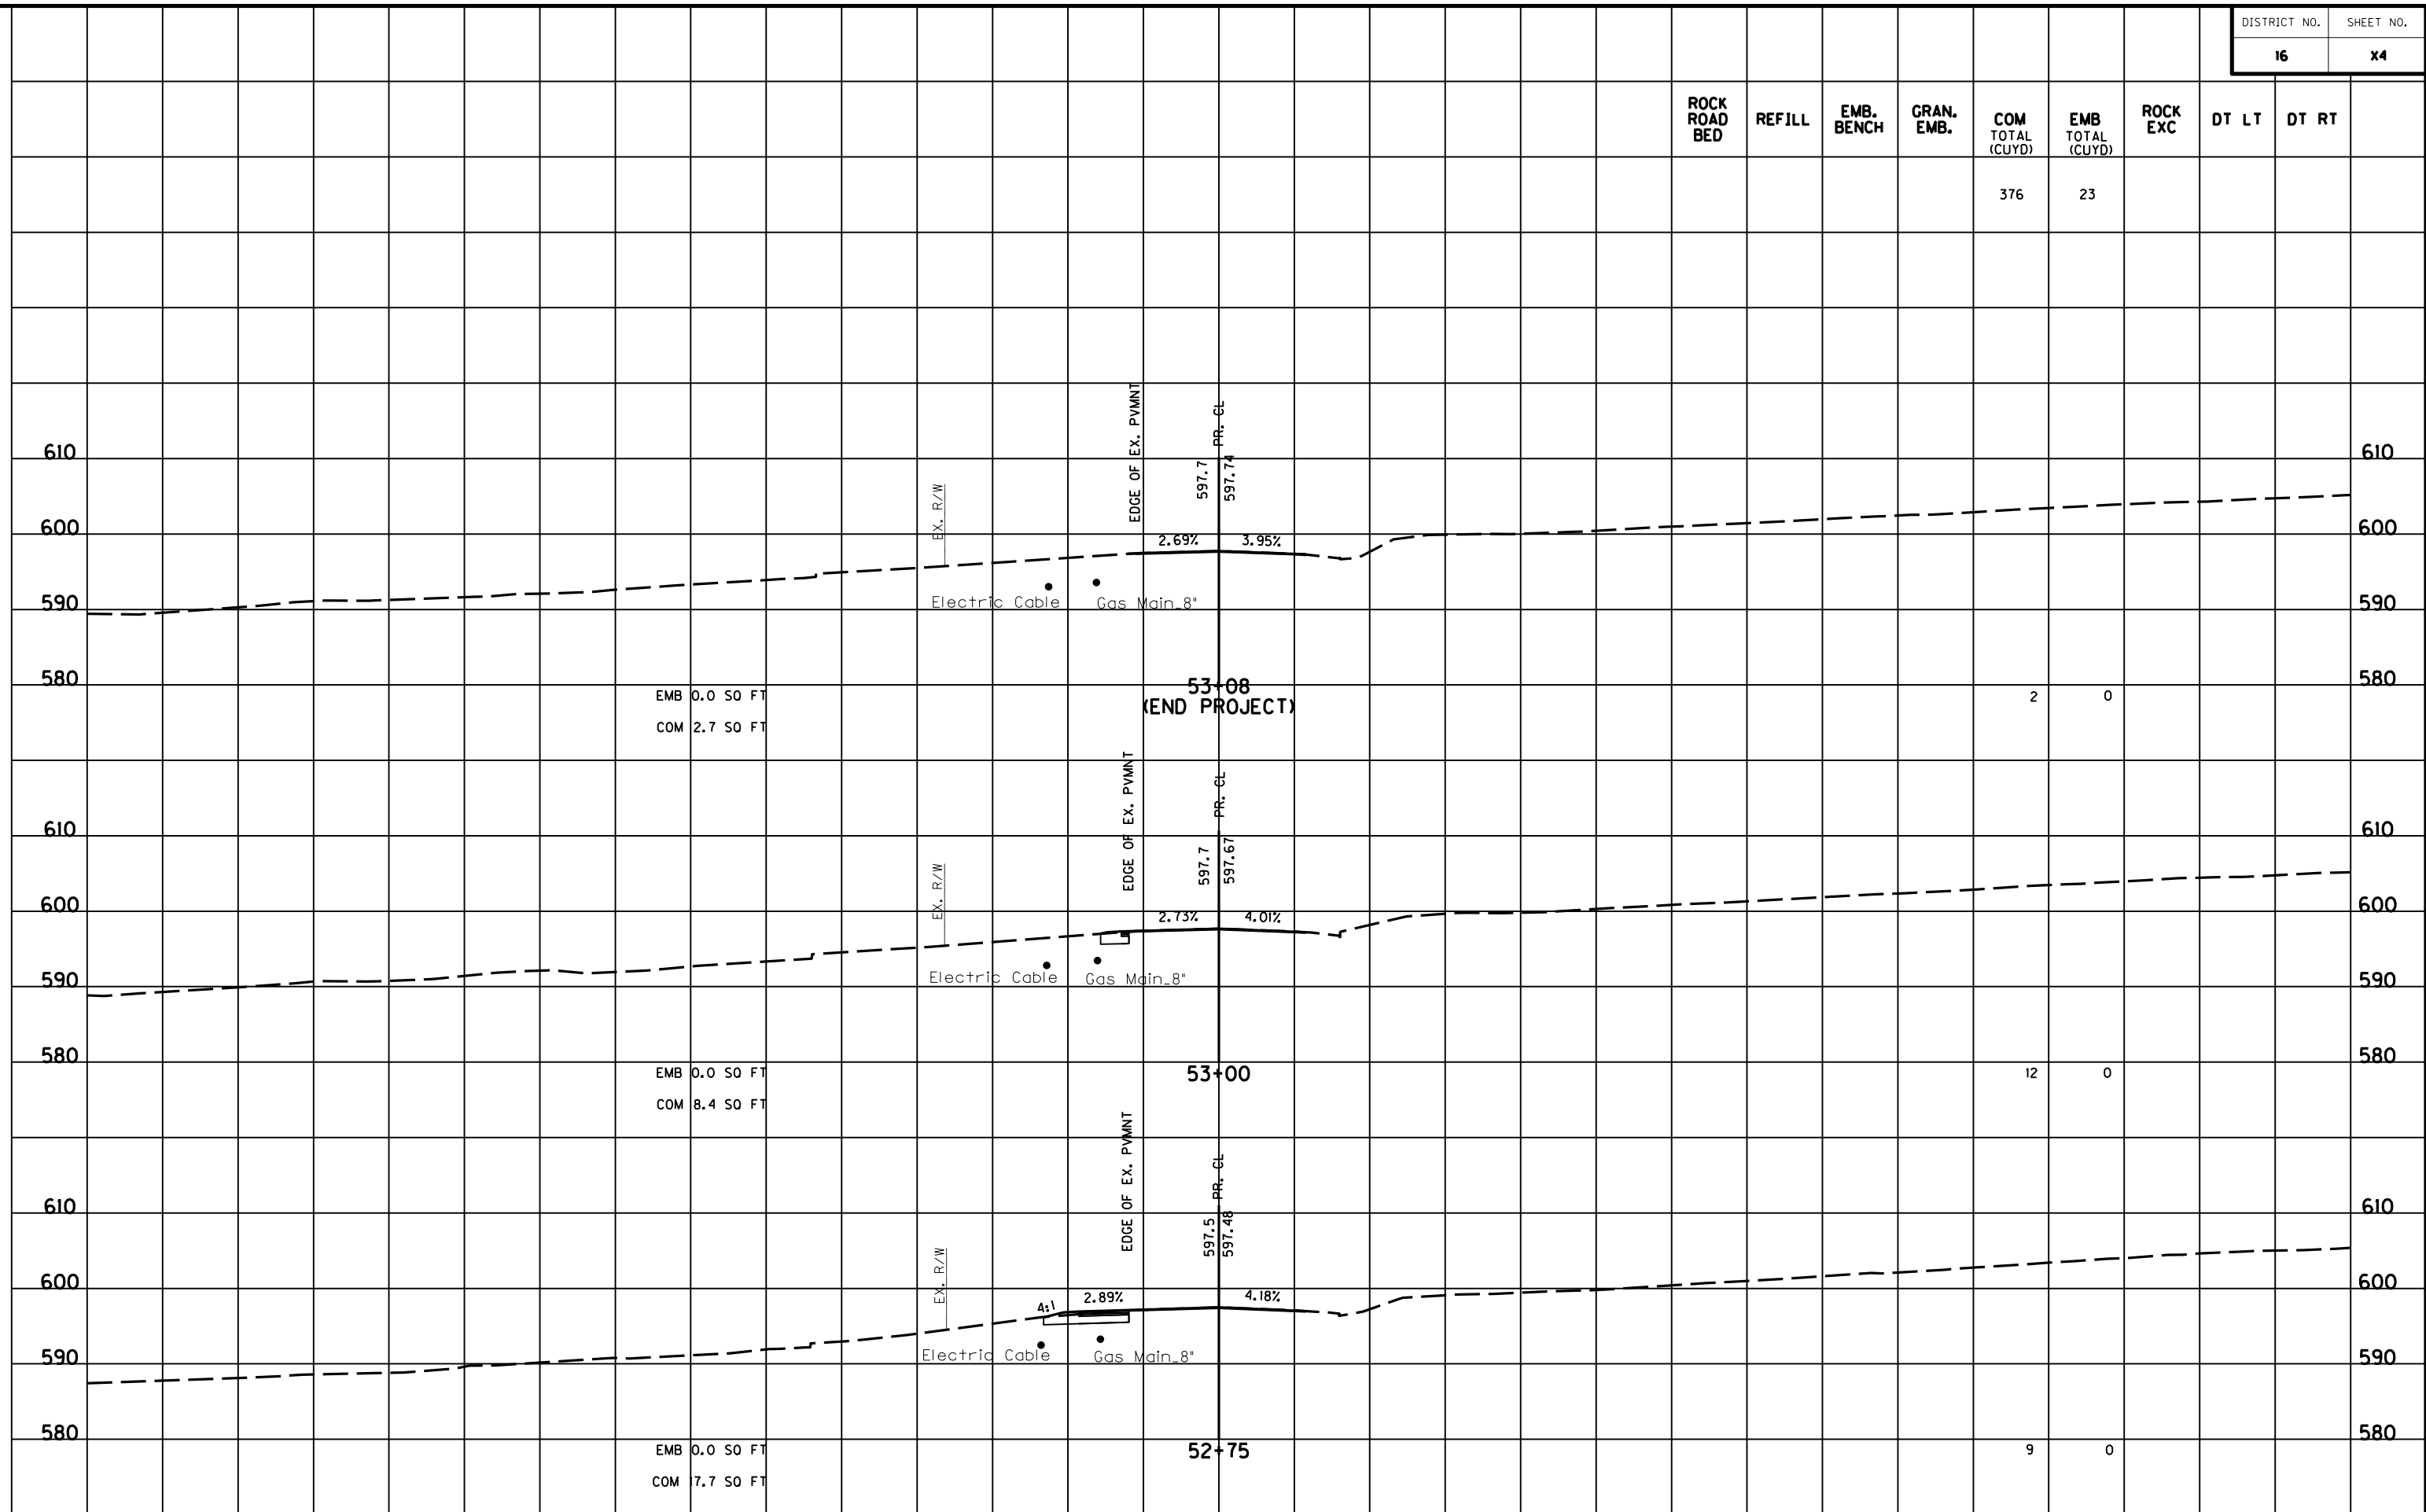 DISTRICT NO. SHEET NO.
16 X4
ROCK ROAD BED REFILL EMB. BENCH GRAN. EMB. COM TOTAL (CUYD) EMB TOTAL (CUYD) ROCK EXC DT LT DT RT
376 23
EDGE OF EX. PVMNT
PR. CL
597.7 597.74
EX. R/W
610 610
600 600
2.69% 3.95%
590 590
Electric Cable Gas Main_8"
580 580
53+08
(END PROJECT)
EMB 0.0 SQ FT 2 0
COM 2.7 SQ FT
EDGE OF EX. PVMNT
PR. CL
597.7 597.67
EX. R/W
610 610
600 600
2.73% 4.01%
590 590
Electric Cable Gas Main_8"
580 580
53+00
EMB 0.0 SQ FT 12 0
COM 8.4 SQ FT
EDGE OF EX. PVMNT
PR. CL
597.5 597.48
EX. R/W
610 610
600 600
4:1 2.89% 4.18%
590 590
Electric Cable Gas Main_8"
580 580
52+75
EMB 0.0 SQ FT 9 0
COM 17.7 SQ FT